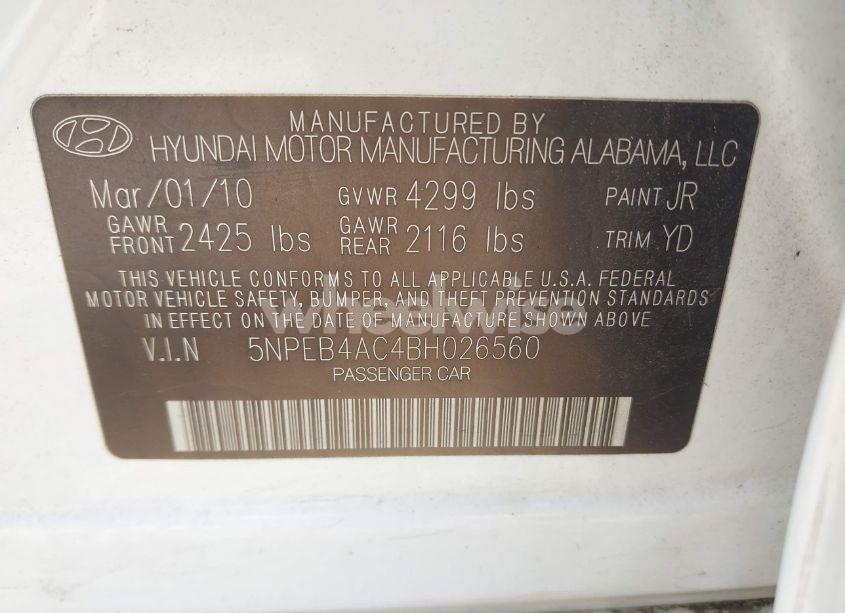 MANUFACTURED BY
HYUNDAI MOTOR MANUFACTURING ALABAMA, LLC
Mar/01/10 GVWR 4299 lbs PAINT JR
GAWR FRONT 2425 lbs GAWR REAR 2116 lbs TRIM YD
THIS VEHICLE CONFORMS TO ALL APPLICABLE U.S.A. FEDERAL
MOTOR VEHICLE SAFETY, BUMPER, AND THEFT PREVENTION STANDARDS
IN EFFECT ON THE DATE OF MANUFACTURE SHOWN ABOVE.
wheelwise
V.I.N 5NPEB4AC4BH026560
PASSENGER CAR